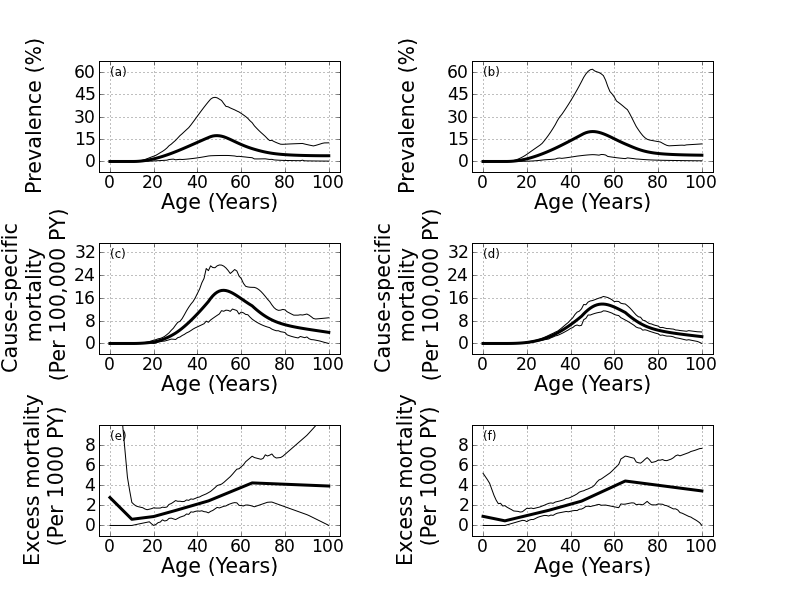 Prevalence (%)
(a)
60
45
30
15
0
0 20 40 60 80 100
Age (Years)
Prevalence (%)
(b)
60
45
30
15
0
0 20 40 60 80 100
Age (Years)
Cause-specific
mortality
(Per 100,000 PY)
(c)
32
24
16
8
0
0 20 40 60 80 100
Age (Years)
Cause-specific
mortality
(Per 100,000 PY)
(d)
32
24
16
8
0
0 20 40 60 80 100
Age (Years)
Excess mortality
(Per 1000 PY)
(e)
8
6
4
2
0
0 20 40 60 80 100
Age (Years)
Excess mortality
(Per 1000 PY)
(f)
8
6
4
2
0
0 20 40 60 80 100
Age (Years)